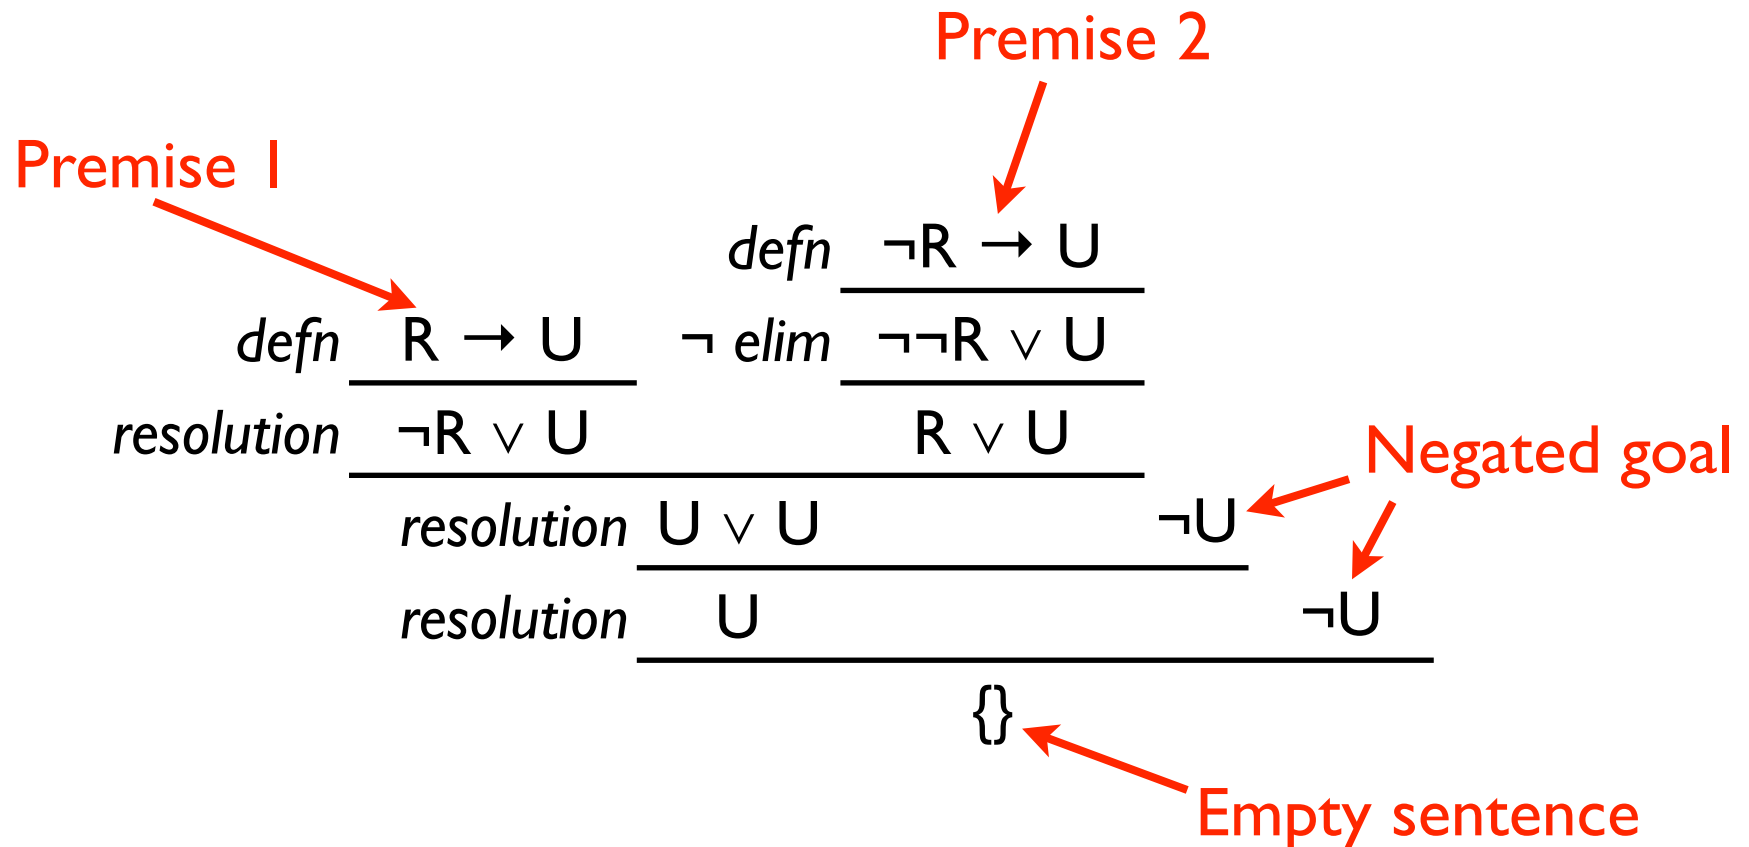 Premise 2
Premise 1
defn ¬R → U
defn R → U ¬ elim ¬¬R ∨ U
resolution ¬R ∨ U R ∨ U
Negated goal
resolution U ∨ U ¬U
resolution U ¬U
{}
Empty sentence